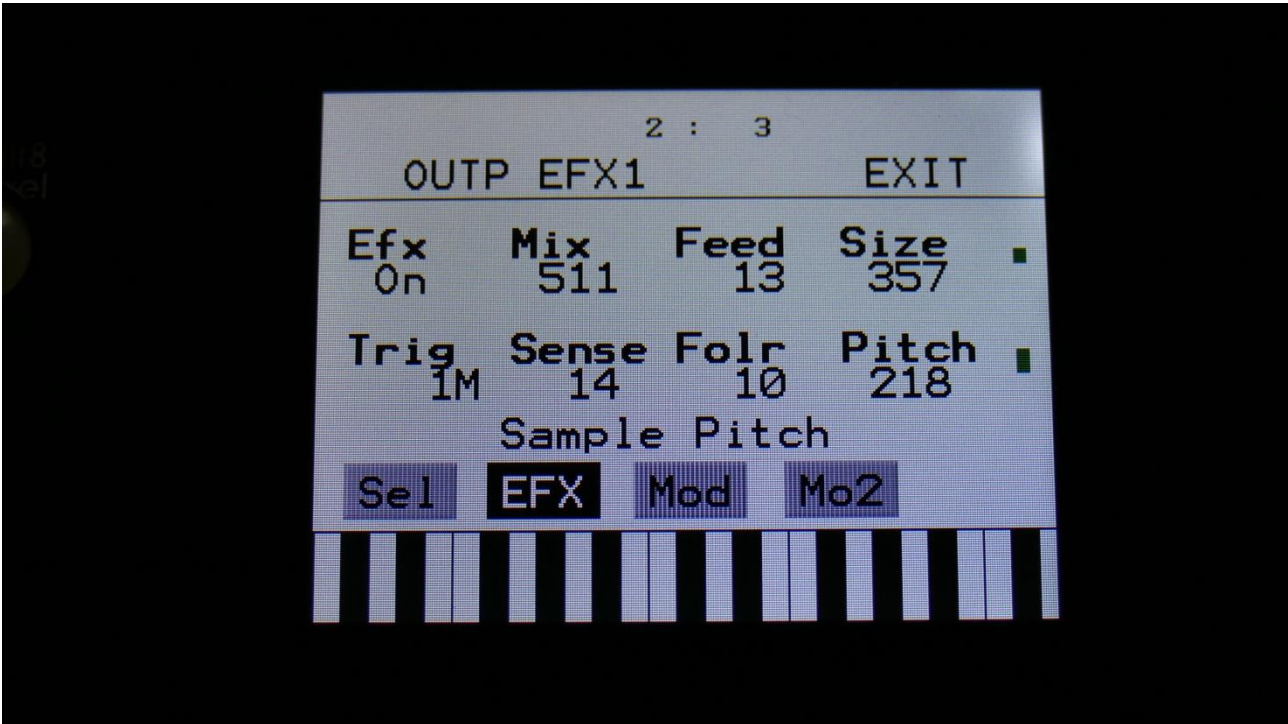 2 : 3
OUTP EFX1 EXIT
Efx Mix Feed Size
On 511 13 357
Trig Sense Folr Pitch
1M 14 10 218
Sample Pitch
Sel EFX Mod Mo2